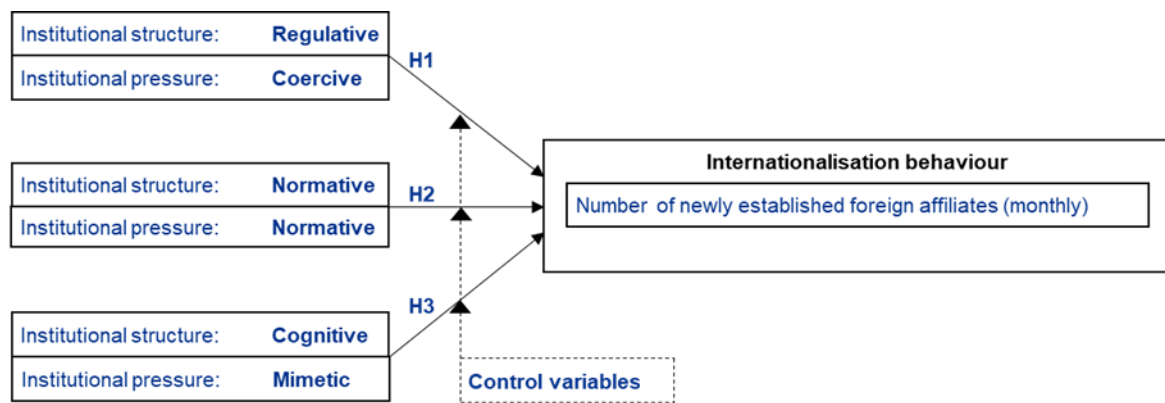 Institutional structure: Regulative
Institutional pressure: Coercive
H1
Institutional structure: Normative
Institutional pressure: Normative
H2
Institutional structure: Cognitive
Institutional pressure: Mimetic
H3
Control variables
Internationalisation behaviour
Number of newly established foreign affiliates (monthly)